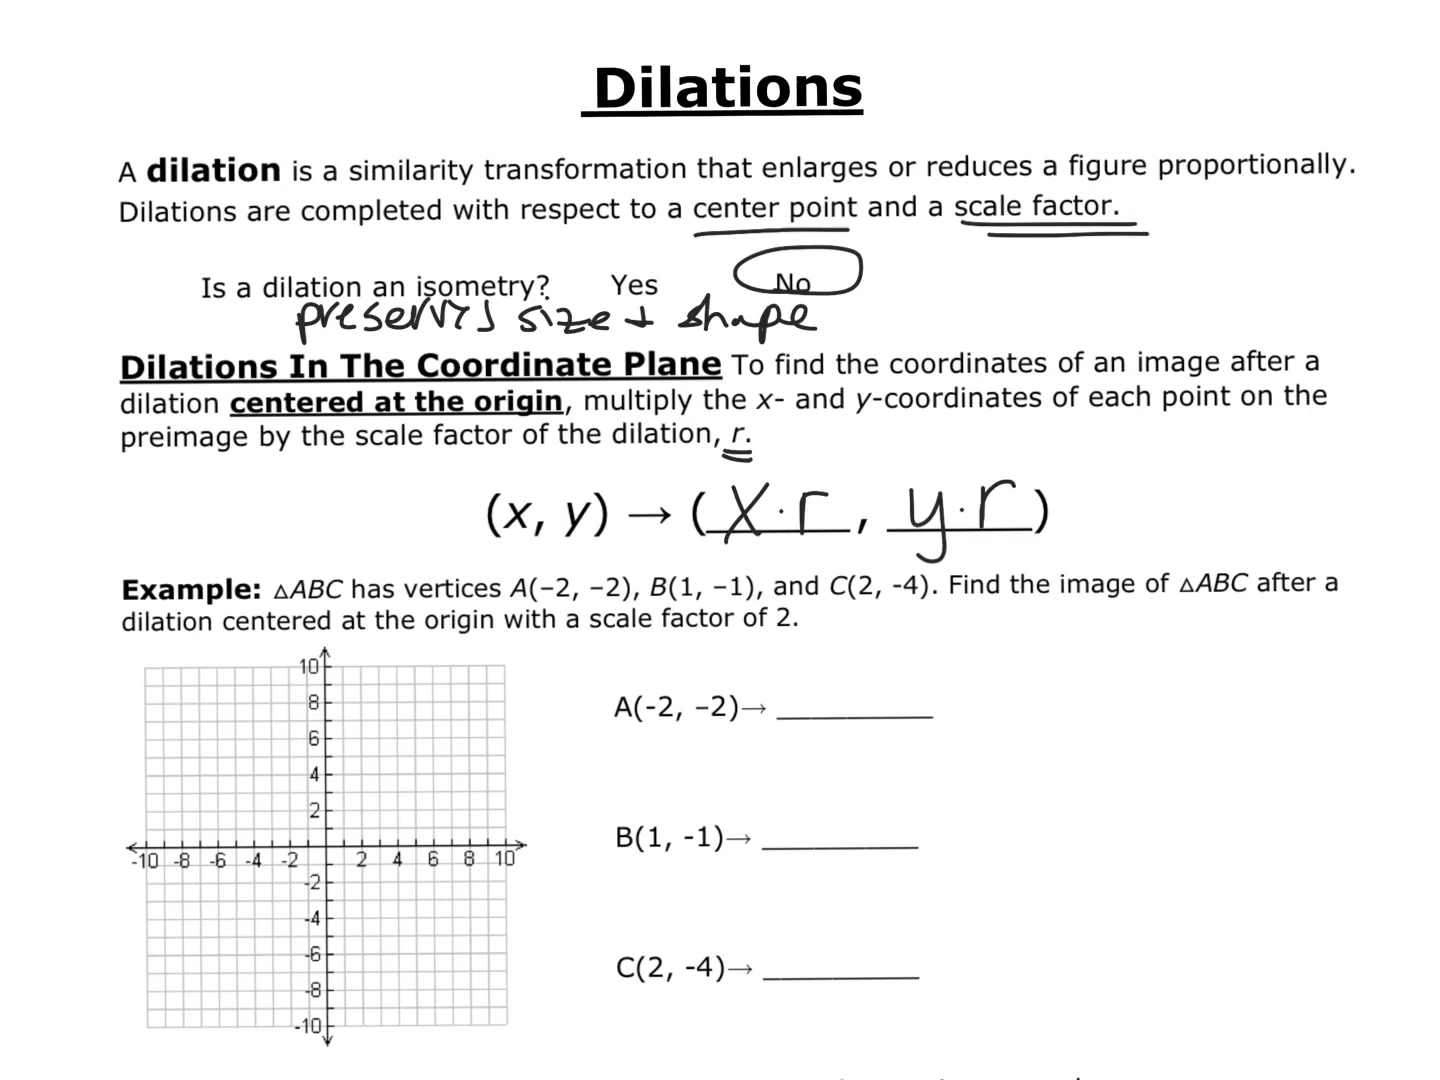 Dilations
A dilation is a similarity transformation that enlarges or reduces a figure proportionally.
Dilations are completed with respect to a center point and a scale factor.
Is a dilation an isometry? Yes No
preserves size + shape
Dilations In The Coordinate Plane To find the coordinates of an image after a
dilation centered at the origin, multiply the x- and y-coordinates of each point on the
preimage by the scale factor of the dilation, r.
(x, y) → (x·r, y·r)
Example: △ABC has vertices A(−2, −2), B(1, −1), and C(2, -4). Find the image of △ABC after a
dilation centered at the origin with a scale factor of 2.
10
8
6
4
2
-10 -8 -6 -4 -2 2 4 6 8 10
-2
-4
-6
-8
-10
A(-2, −2)→ __________
B(1, -1)→ __________
C(2, -4)→ __________